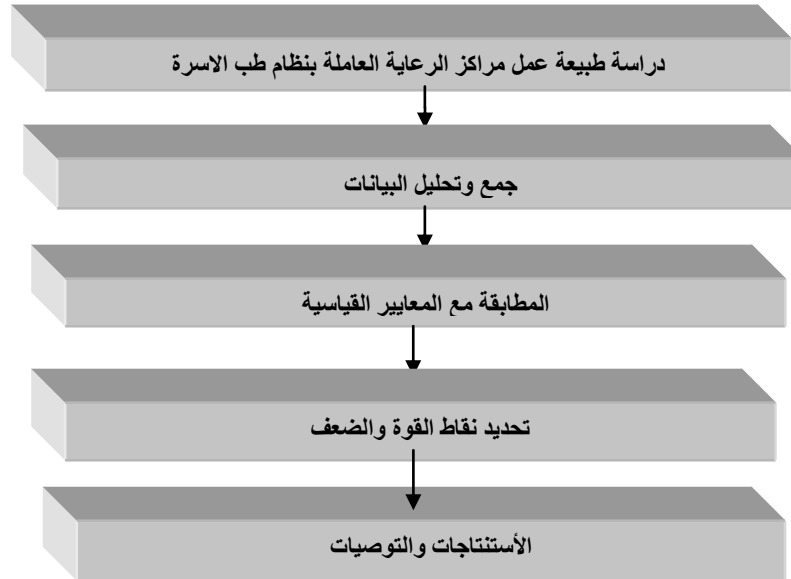 دراسة طبيعة عمل مراكز الرعاية العاملة بنظام طب الاسرة
جمع وتحليل البيانات
المطابقة مع المعايير القياسية
تحديد نقاط القوة والضعف
الأستنتاجات والتوصيات